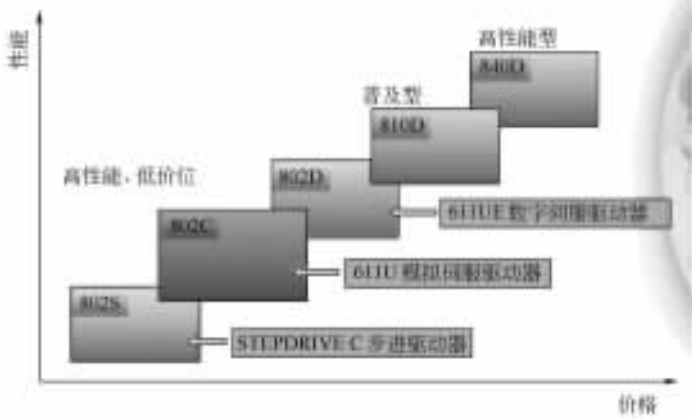 性能
高性能型
840D
普及型
810D
高性能、低价位
802D
611UE 数字伺服驱动器
802C
611U 模拟伺服驱动器
802S
STEPDRIVE C 步进驱动器
价格